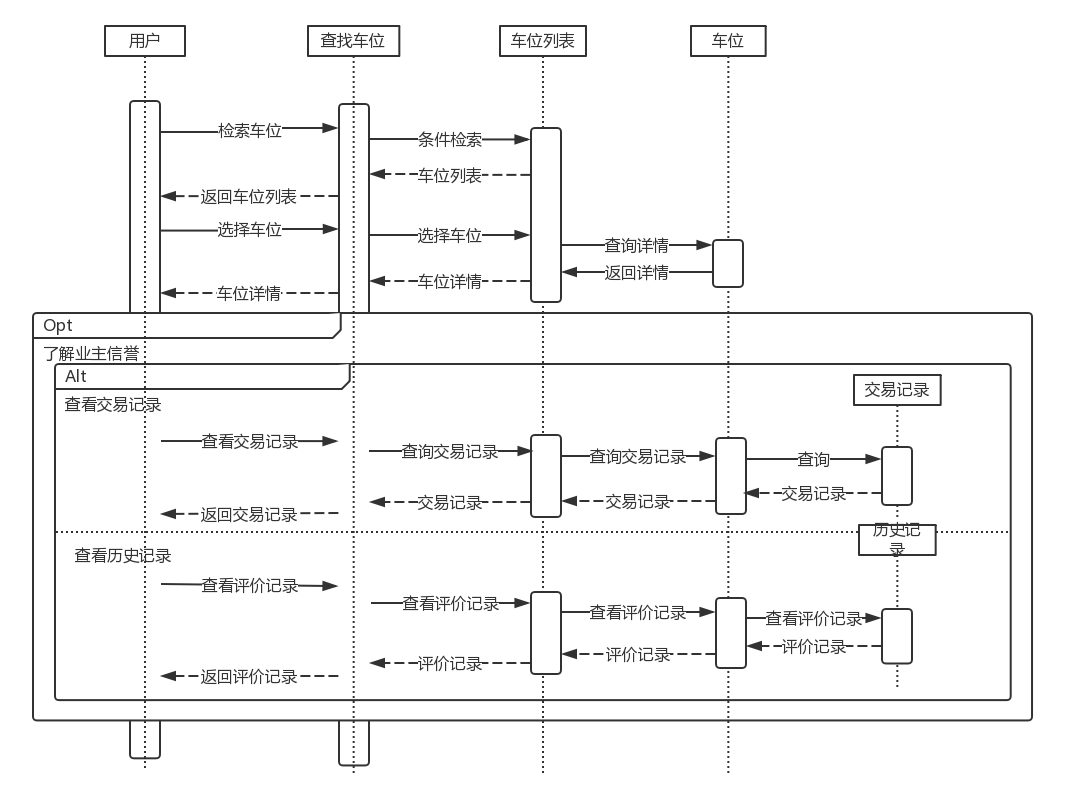 用户
查找车位
车位列表
车位
检索车位
条件检索
车位列表
返回车位列表
选择车位
选择车位
查询详情
返回详情
车位详情
车位详情
Opt
了解业主信誉
Alt
查看交易记录
交易记录
查看交易记录
查询交易记录
查询交易记录
查询
交易记录
交易记录
交易记录
返回交易记录
历史记
录
查看历史记录
查看评价记录
查看评价记录
查看评价记录
查看评价记录
评价记录
评价记录
评价记录
返回评价记录